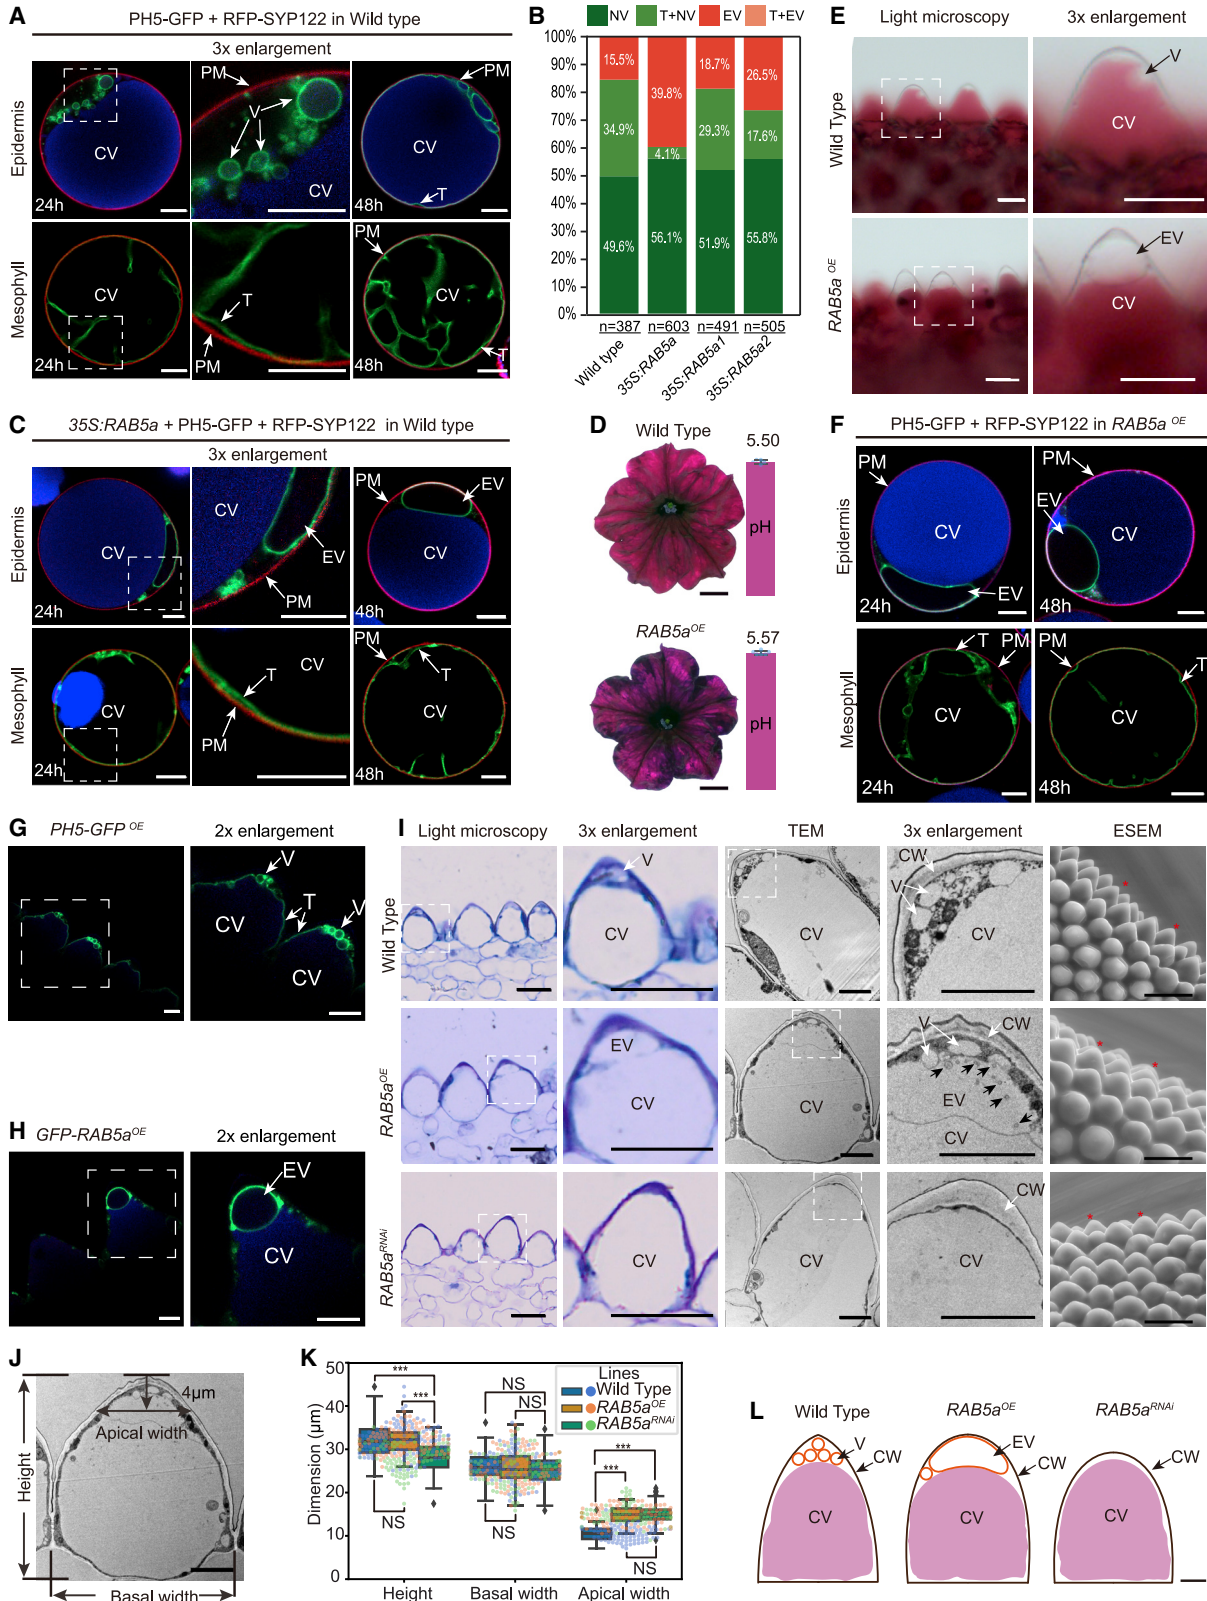 A
PH5-GFP + RFP-SYP122 in Wild type
3x enlargement
Epidermis
CV
24h
PM
V
CV
PM
CV
T
48h
Mesophyll
CV
24h
T
PM
PM
CV
T
48h
B
NV
T+NV
EV
T+EV
100%
90%
80%
70%
60%
50%
40%
30%
20%
10%
0%
15.5%
34.9%
49.6%
39.8%
4.1%
56.1%
18.7%
29.3%
51.9%
26.5%
17.6%
55.8%
n=387
n=603
n=491
n=505
Wild type
35S:RAB5a
35S:RAB5a1
35S:RAB5a2
E
Light microscopy
3x enlargement
Wild Type
V
CV
RAB5a OE
EV
CV
C
35S:RAB5a + PH5-GFP + RFP-SYP122 in Wild type
3x enlargement
Epidermis
CV
24h
CV
EV
PM
PM
EV
CV
48h
Mesophyll
CV
24h
CV
T
PM
PM
T
CV
48h
D
Wild Type
5.50
pH
RAB5aOE
5.57
pH
F
PH5-GFP + RFP-SYP122 in RAB5a OE
Epidermis
PM
CV
EV
24h
PM
EV
CV
48h
Mesophyll
T
PM
CV
24h
PM
T
CV
48h
G
PH5-GFP OE
2x enlargement
V
T
V
CV
CV
H
GFP-RAB5aOE
2x enlargement
EV
CV
I
Light microscopy
3x enlargement
TEM
3x enlargement
ESEM
Wild Type
V
CV
CV
CW
V
CV
*
*
RAB5aOE
EV
CV
CV
V
CW
EV
CV
*
*
RAB5aRNAi
CV
CV
CW
CV
*
*
J
4μm
Apical width
Height
Basal width
K
Dimension (μm)
50
40
30
20
10
0
Lines
Wild Type
RAB5aOE
RAB5aRNAi
***
***
NS
NS
NS
NS
***
***
NS
Height
Basal width
Apical width
L
Wild Type
RAB5aOE
RAB5aRNAi
V
CW
CV
EV
CW
CV
CW
CV